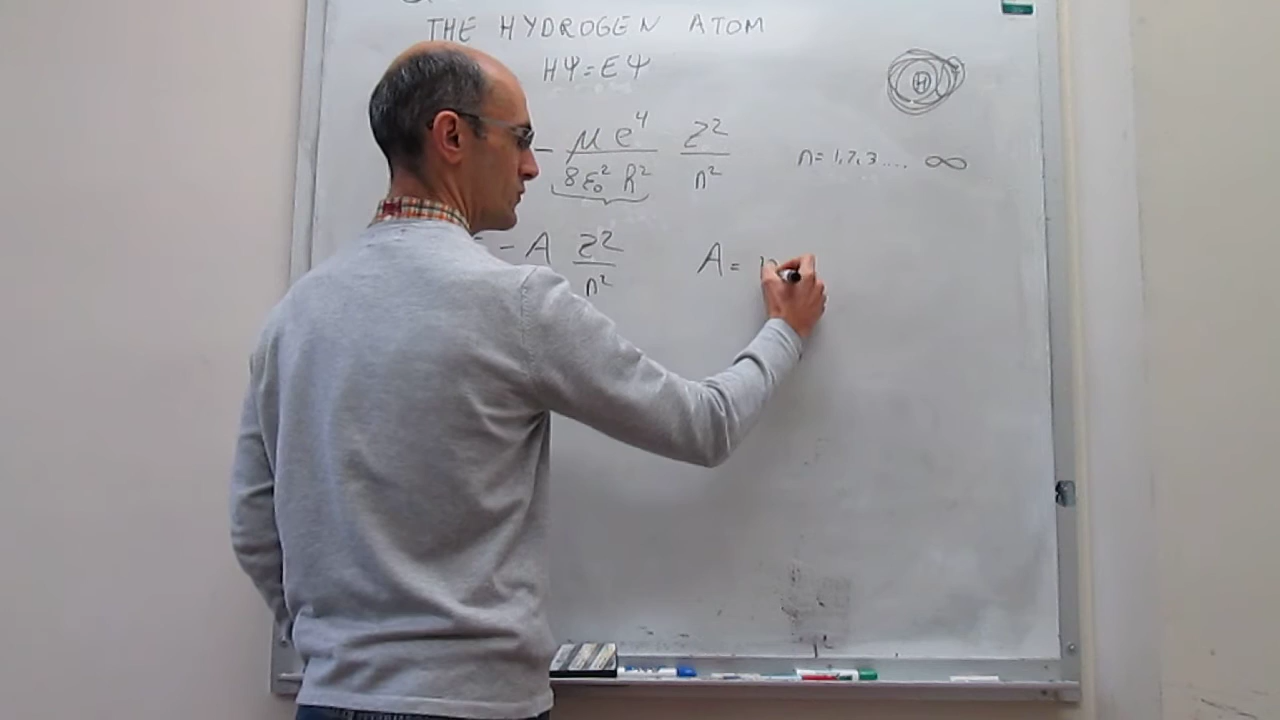 THE HYDROGEN ATOM
HΨ=EΨ
H
- μe⁴/8ε₀²h² Z²/n² n=1,2,3.... ∞
- A Z²/n² A=